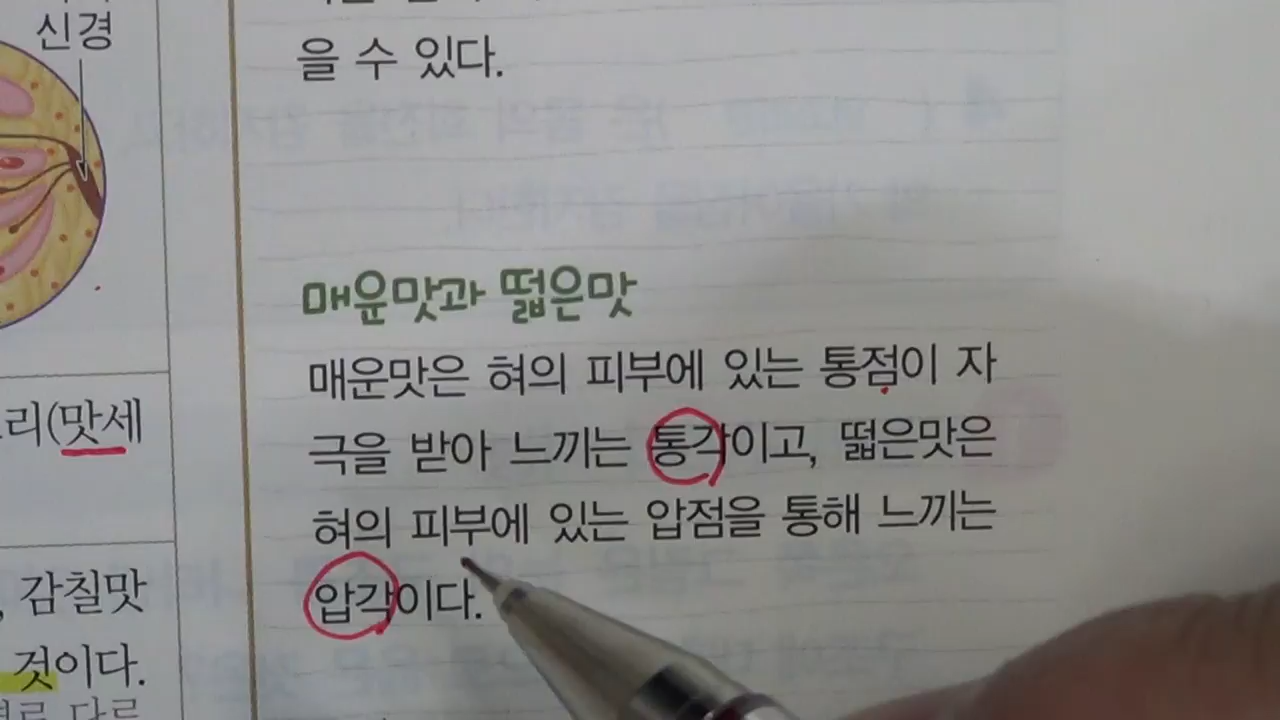 신경
리(맛세
, 감칠맛
것이다.
을 수 있다.
매운맛과 떫은맛
매운맛은 혀의 피부에 있는 통점이 자
극을 받아 느끼는 통각이고, 떫은맛은
혀의 피부에 있는 압점을 통해 느끼는
압각이다.